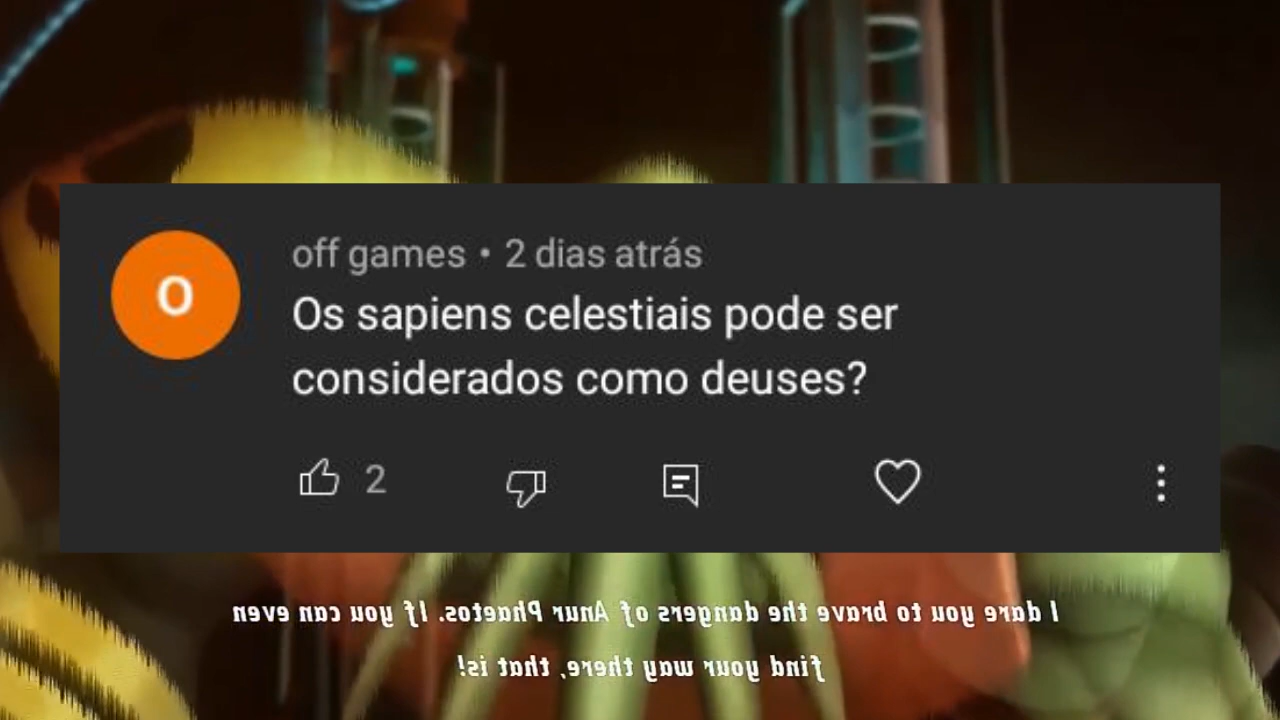 O
off games • 2 dias atrás
Os sapiens celestiais pode ser
considerados como deuses?
2
I dare you to brave the dangers of Anur Phaetos. If you can even
find your way there, that is!